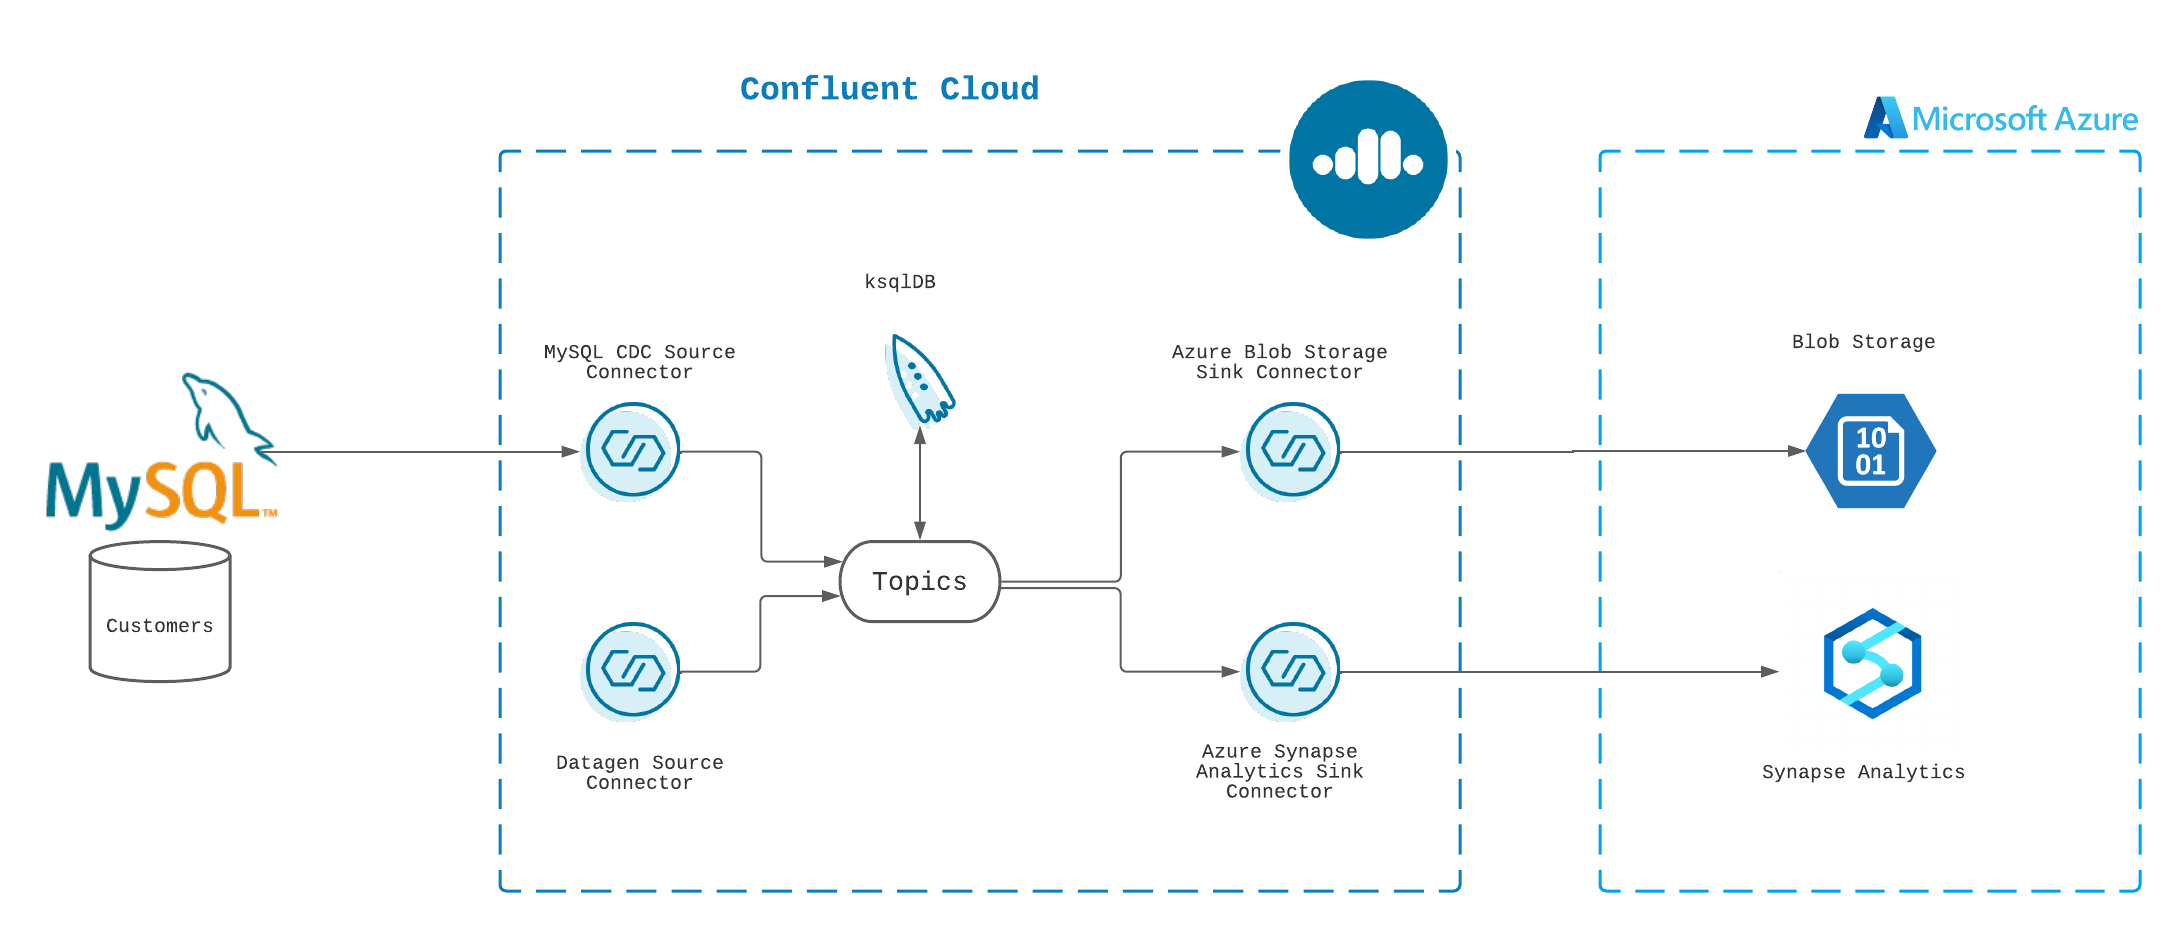 Confluent Cloud
Microsoft Azure
ksqlDB
MySQL CDC Source
Connector
Azure Blob Storage
Sink Connector
Blob Storage
MySQL™
10
01
Topics
Customers
Datagen Source
Connector
Azure Synapse
Analytics Sink
Connector
Synapse Analytics